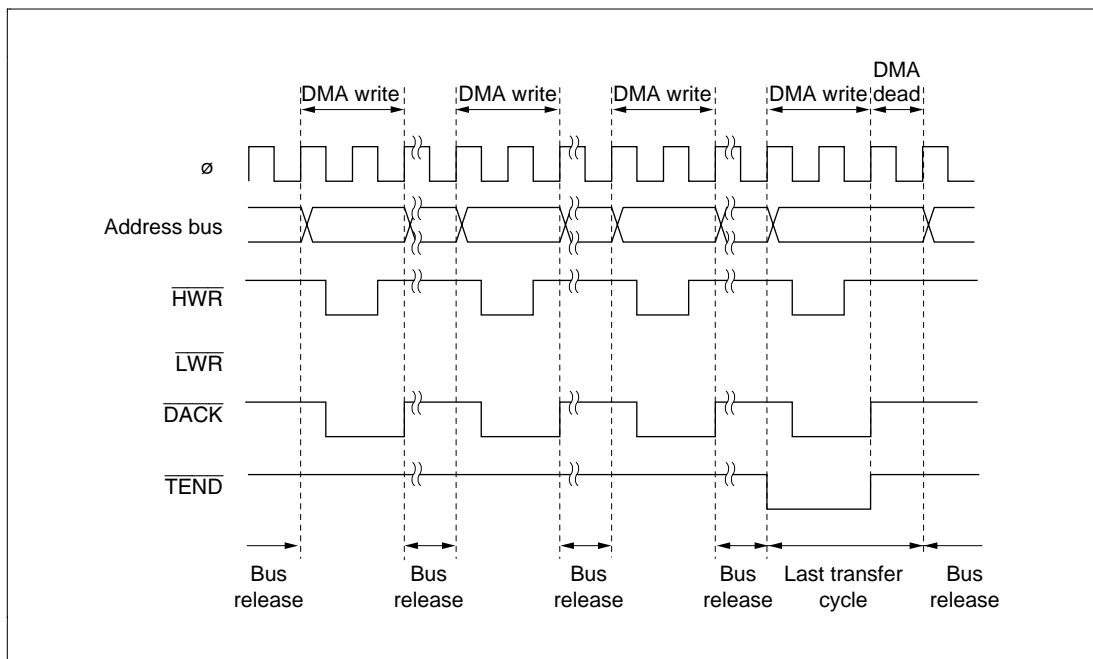 DMA
dead
DMA write DMA write DMA write DMA write
ø
Address bus
HWR
LWR
DACK
TEND
Bus release
Bus release
Bus release
Bus release
Last transfer cycle
Bus release